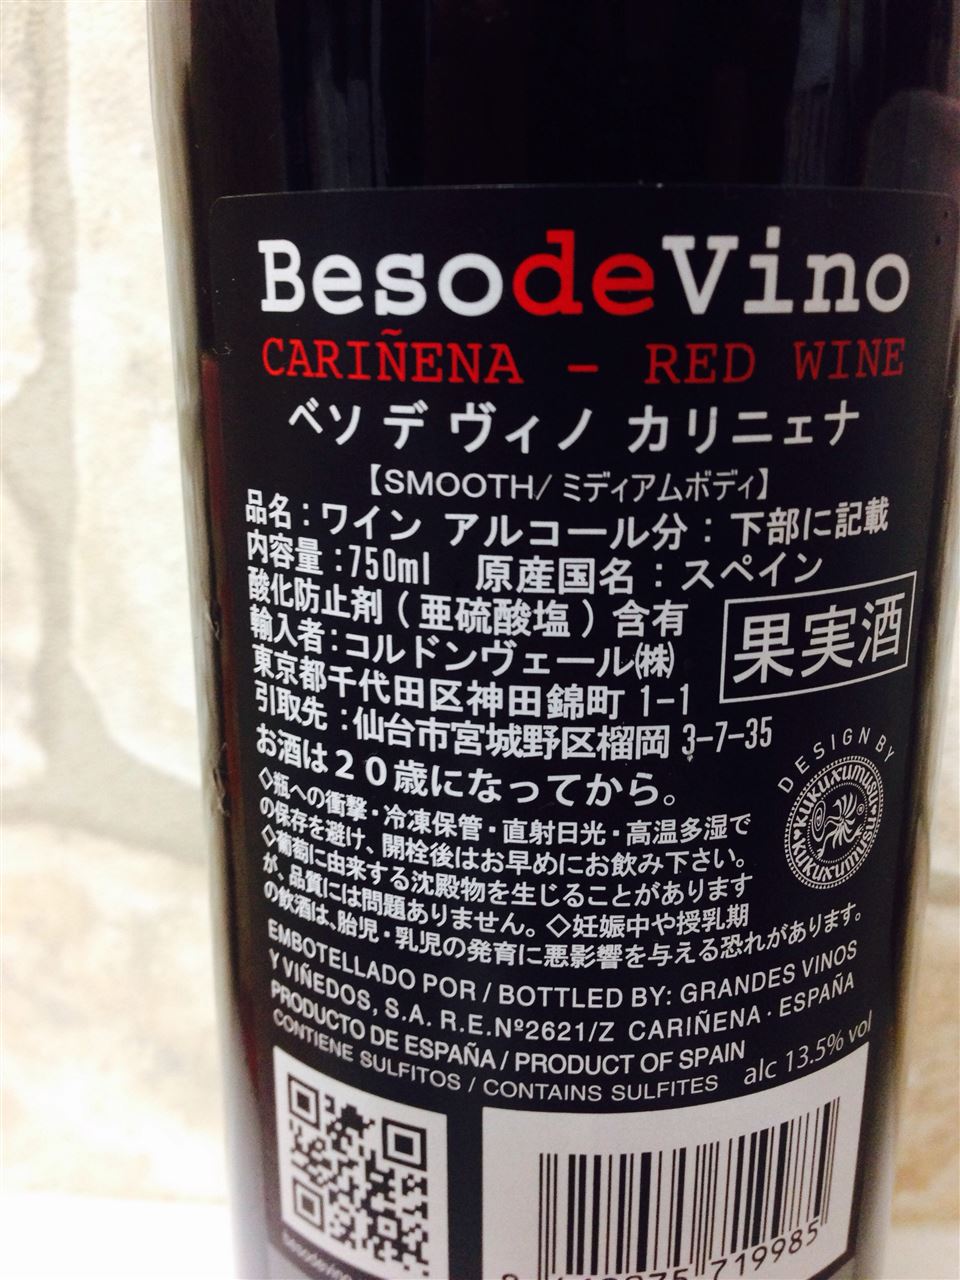 BesodeVino
CARIÑENA - RED WINE
ベソ デ ヴィノ カリニェナ
【SMOOTH/ ミディアムボディ】
品名：ワイン アルコール分：下部に記載
内容量：750ml 原産国名：スペイン
酸化防止剤（亜硫酸塩）含有
輸入者：コルドンヴェール㈱
東京都千代田区神田錦町 1-1
引取先：仙台市宮城野区榴岡 3-7-35
果実酒
お酒は２０歳になってから。
◇瓶への衝撃・冷凍保管・直射日光・高温多湿で
の保存を避け、開栓後はお早めにお飲み下さい。
◇葡萄に由来する沈殿物を生じることがあります
が、品質には問題ありません。◇妊娠中や授乳期
の飲酒は、胎児・乳児の発育に悪影響を与える恐れがあります。
DESIGN BY
kukuxumusu
EMBOTELLADO POR / BOTTLED BY: GRANDES VINOS
Y VIÑEDOS, S.A. R.E.Nº2621/Z CARIÑENA · ESPAÑA
PRODUCTO DE ESPAÑA / PRODUCT OF SPAIN
CONTIENE SULFITOS / CONTAINS SULFITES alc 13.5% vol
719985